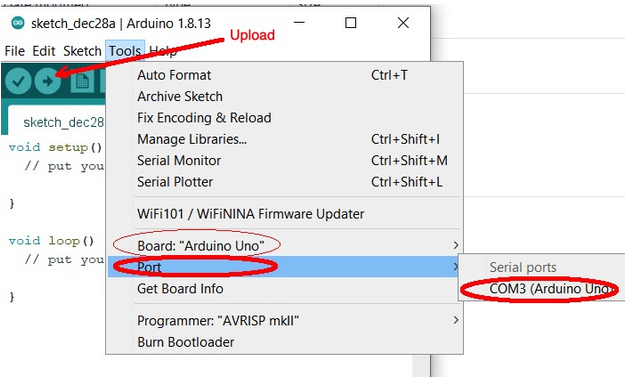 sketch_dec28a | Arduino 1.8.13
Upload
File Edit Sketch Tools Help
Auto Format Ctrl+T
Archive Sketch
Fix Encoding & Reload
sketch_dec28
Manage Libraries... Ctrl+Shift+I
void setup()
Serial Monitor Ctrl+Shift+M
// put you
Serial Plotter Ctrl+Shift+L
}
WiFi101 / WiFiNINA Firmware Updater
void loop()
Board: "Arduino Uno"
// put you
Port
Serial ports
Get Board Info
COM3 (Arduino Uno)
}
Programmer: "AVRISP mkII"
Burn Bootloader